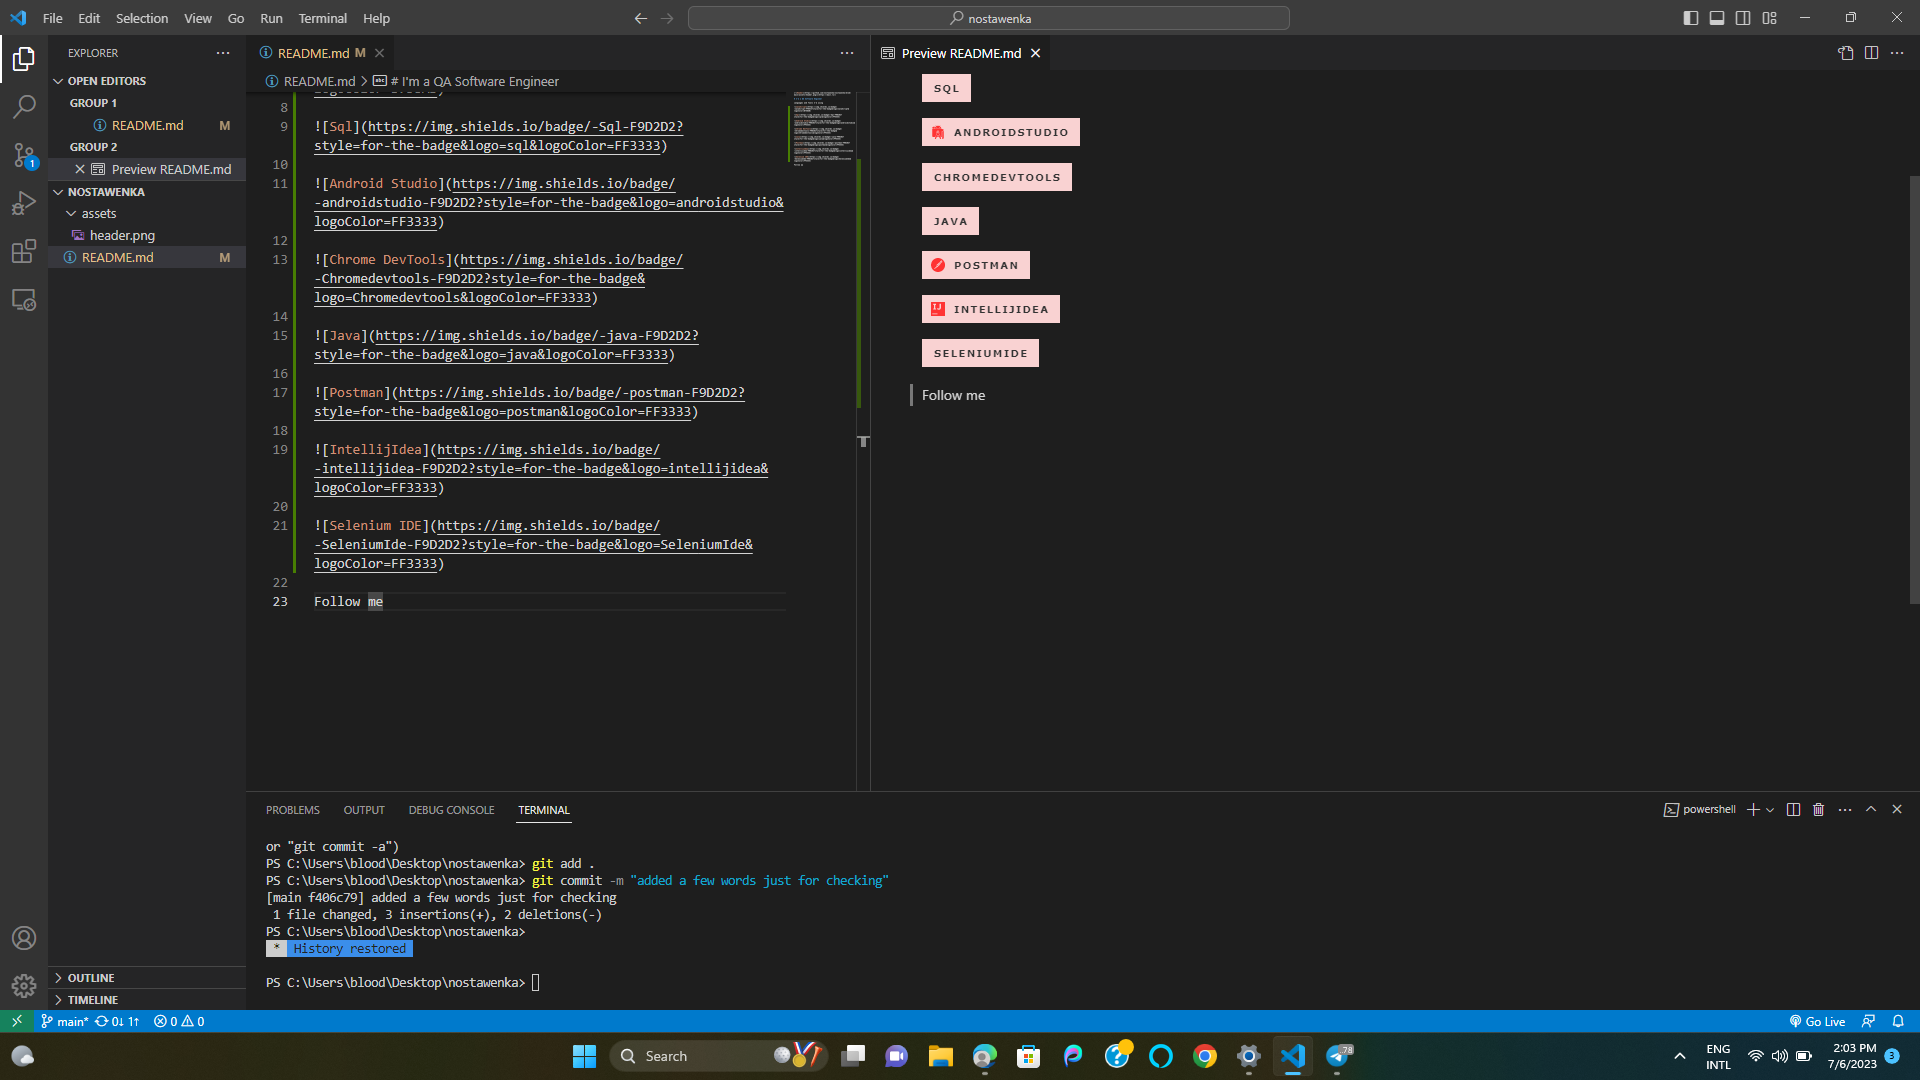 File Edit Selection View Go Run Terminal Help
nostawenka
EXPLORER
OPEN EDITORS
GROUP 1
README.md M
GROUP 2
Preview README.md
NOSTAWENKA
assets
header.png
README.md M
OUTLINE
TIMELINE
README.md M
README.md > # I'm a QA Software Engineer
8
9 ![Sql](https://img.shields.io/badge/-Sql-F9D2D2?
style=for-the-badge&logo=sql&logoColor=FF3333)
10
11 ![Android Studio](https://img.shields.io/badge/
-androidstudio-F9D2D2?style=for-the-badge&logo=androidstudio&
logoColor=FF3333)
12
13 ![Chrome DevTools](https://img.shields.io/badge/
-Chromedevtools-F9D2D2?style=for-the-badge&
logo=Chromedevtools&logoColor=FF3333)
14
15 ![Java](https://img.shields.io/badge/-java-F9D2D2?
style=for-the-badge&logo=java&logoColor=FF3333)
16
17 ![Postman](https://img.shields.io/badge/-postman-F9D2D2?
style=for-the-badge&logo=postman&logoColor=FF3333)
18
19 ![IntellijIdea](https://img.shields.io/badge/
-intellijidea-F9D2D2?style=for-the-badge&logo=intellijidea&
logoColor=FF3333)
20
21 ![Selenium IDE](https://img.shields.io/badge/
-SeleniumIde-F9D2D2?style=for-the-badge&logo=SeleniumIde&
logoColor=FF3333)
22
23 Follow me
Preview README.md
SQL
ANDROIDSTUDIO
CHROMEDEVTOOLS
JAVA
POSTMAN
INTELLIJIDEA
SELENIUMIDE
Follow me
PROBLEMS OUTPUT DEBUG CONSOLE TERMINAL
powershell
or "git commit -a")
PS C:\Users\blood\Desktop\nostawenka> git add .
PS C:\Users\blood\Desktop\nostawenka> git commit -m "added a few words just for checking"
[main f406c79] added a few words just for checking
1 file changed, 3 insertions(+), 2 deletions(-)
PS C:\Users\blood\Desktop\nostawenka>
* History restored
PS C:\Users\blood\Desktop\nostawenka>
1
main* 0↓ 1↑ 0 0
Go Live
Search
78
ENG
INTL
2:03 PM
7/6/2023
3